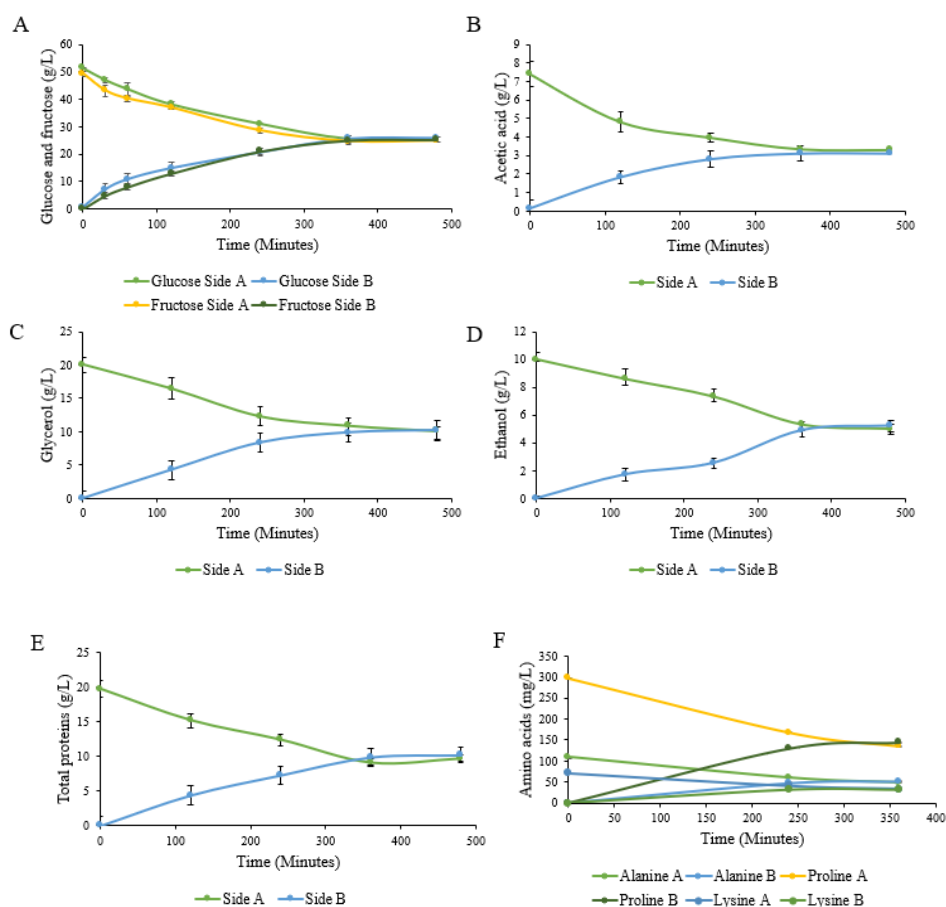 A
Glucose and fructose (g/L)
60
50
40
30
20
10
0
0 100 200 300 400 500
Time (Minutes)
Glucose Side A Glucose Side B
Fructose Side A Fructose Side B
B
Acetic acid (g/L)
9
8
7
6
5
4
3
2
1
0
0 100 200 300 400 500
Time (Minutes)
Side A Side B
C
Glycerol (g/L)
25
20
15
10
5
0
0 100 200 300 400 500
Time (Minutes)
Side A Side B
D
Ethanol (g/L)
12
10
8
6
4
2
0
0 100 200 300 400 500
Time (Minutes)
Side A Side B
E
Total proteins (g/L)
20
15
10
5
0
0 100 200 300 400 500
Time (Minutes)
Side A Side B
F
Amino acids (mg/L)
350
300
250
200
150
100
50
0
0 50 100 150 200 250 300 350 400
Time (Minutes)
Alanine A Alanine B Proline A
Proline B Lysine A Lysine B